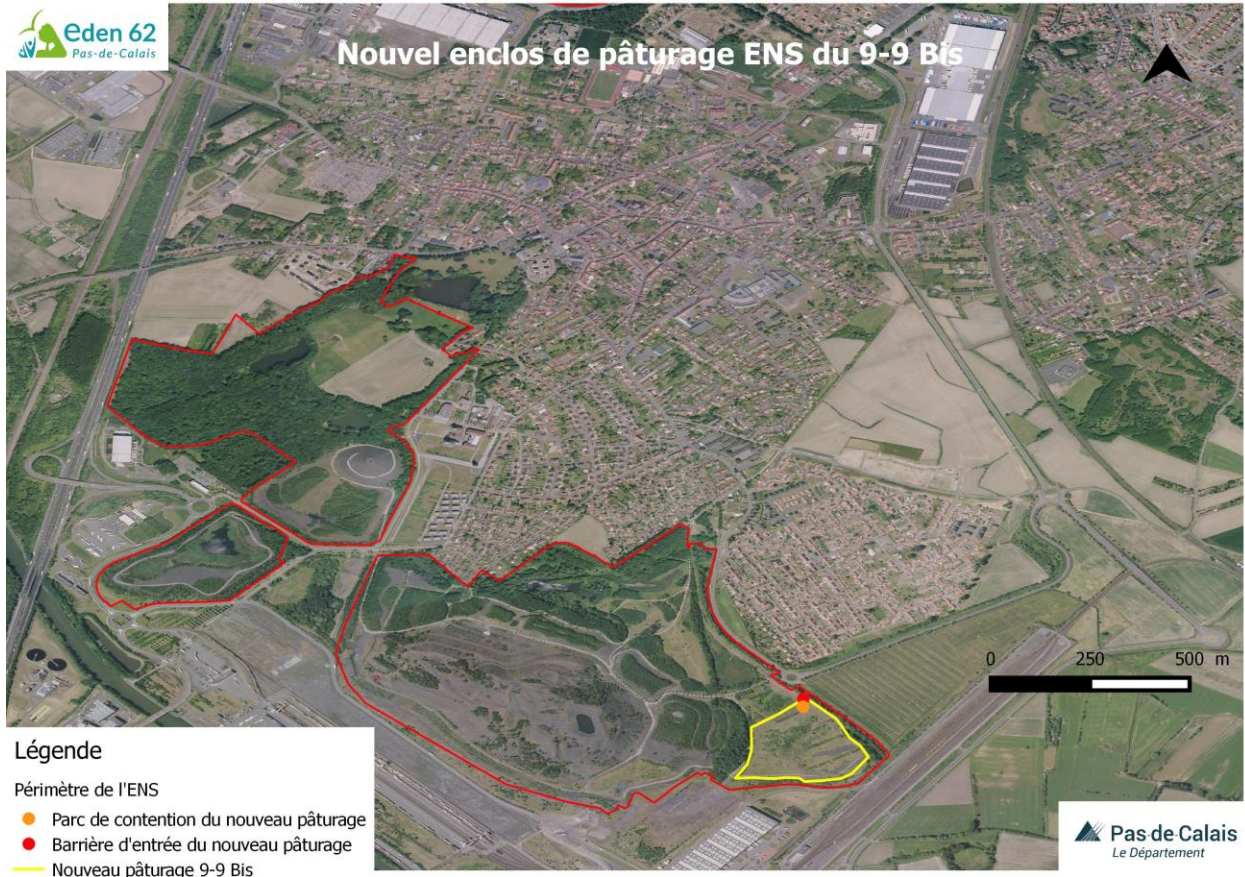 eden 62
Pas-de-Calais
Nouvel enclos de pâturage ENS du 9-9 Bis
0 250 500 m
Légende
Périmètre de l'ENS
Parc de contention du nouveau pâturage
Barrière d'entrée du nouveau pâturage
Nouveau pâturage 9-9 Bis
Pas-de-Calais
Le Département